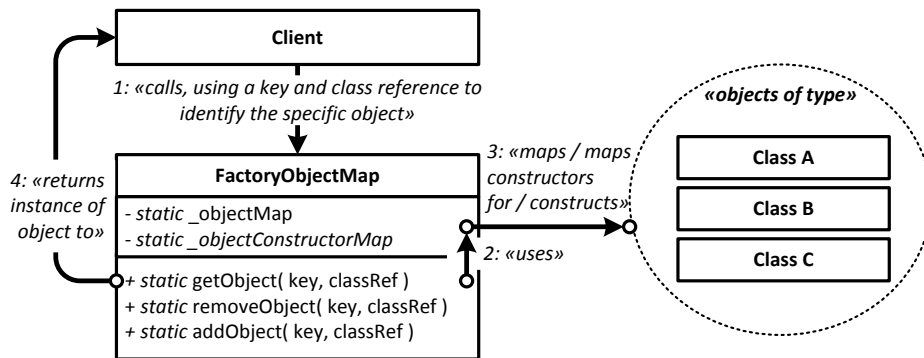 Client
1: «calls, using a key and class reference to
identify the specific object»
FactoryObjectMap
- static _objectMap
- static _objectConstructorMap
+ static getObject( key, classRef )
+ static removeObject( key, classRef )
+ static addObject( key, classRef )
4: «returns
instance of
object to»
2: «uses»
3: «maps / maps
constructors
for / constructs»
«objects of type»
Class A
Class B
Class C